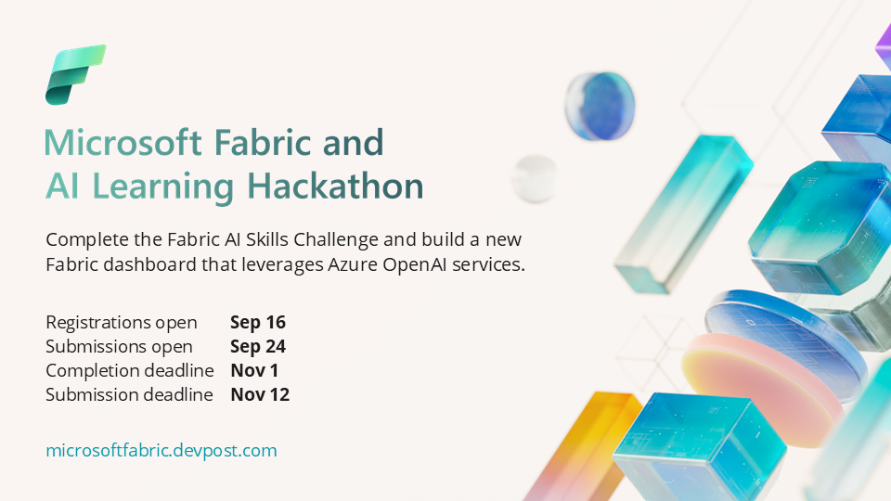 Microsoft Fabric and
AI Learning Hackathon
Complete the Fabric AI Skills Challenge and build a new
Fabric dashboard that leverages Azure OpenAI services.
Registrations open Sep 16
Submissions open Sep 24
Completion deadline Nov 1
Submission deadline Nov 12
microsoftfabric.devpost.com